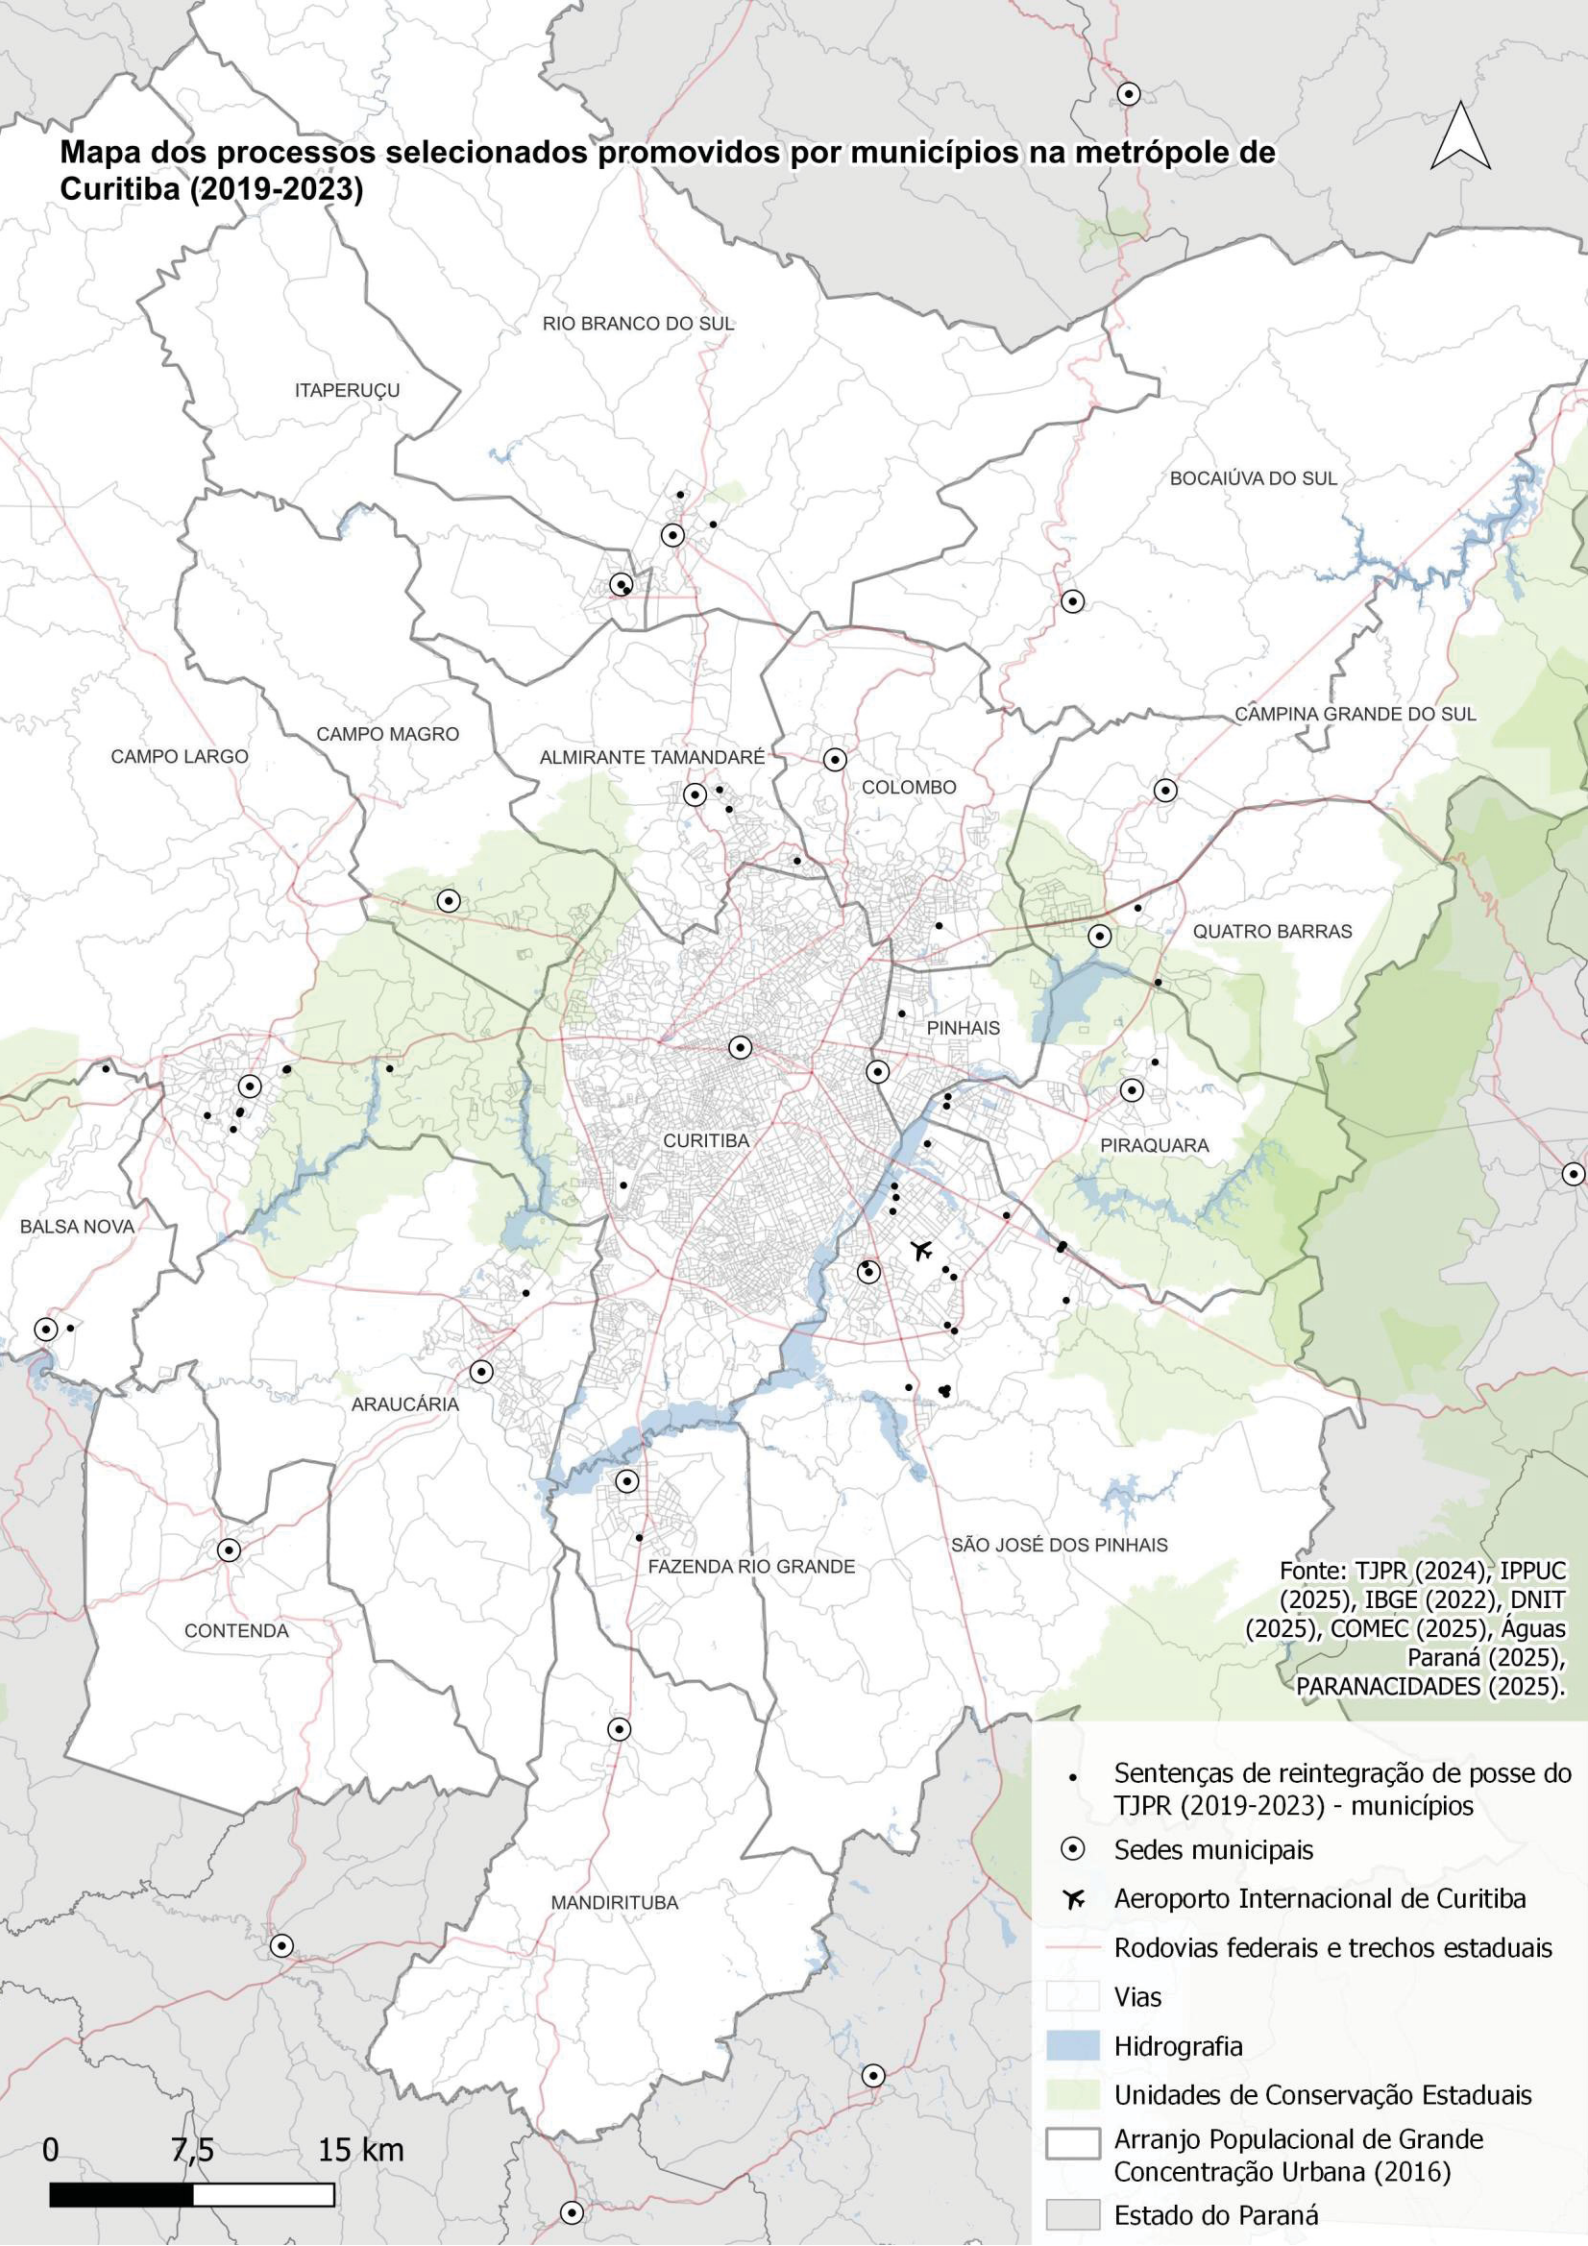 Mapa dos processos selecionados promovidos por municípios na metrópole de
Curitiba (2019-2023)
RIO BRANCO DO SUL
ITAPERUÇU
BOCAIÚVA DO SUL
CAMPINA GRANDE DO SUL
CAMPO MAGRO
CAMPO LARGO
ALMIRANTE TAMANDARÉ
COLOMBO
QUATRO BARRAS
PINHAIS
CURITIBA
PIRAQUARA
BALSA NOVA
ARAUCÁRIA
SÃO JOSÉ DOS PINHAIS
FAZENDA RIO GRANDE
CONTENDA
MANDIRITUBA
Fonte: TJPR (2024), IPPUC
(2025), IBGE (2022), DNIT
(2025), COMEC (2025), Águas
Paraná (2025),
PARANACIDADES (2025).
Sentenças de reintegração de posse do
TJPR (2019-2023) - municípios
Sedes municipais
Aeroporto Internacional de Curitiba
Rodovias federais e trechos estaduais
Vias
Hidrografia
Unidades de Conservação Estaduais
Arranjo Populacional de Grande
Concentração Urbana (2016)
Estado do Paraná
0 7,5 15 km